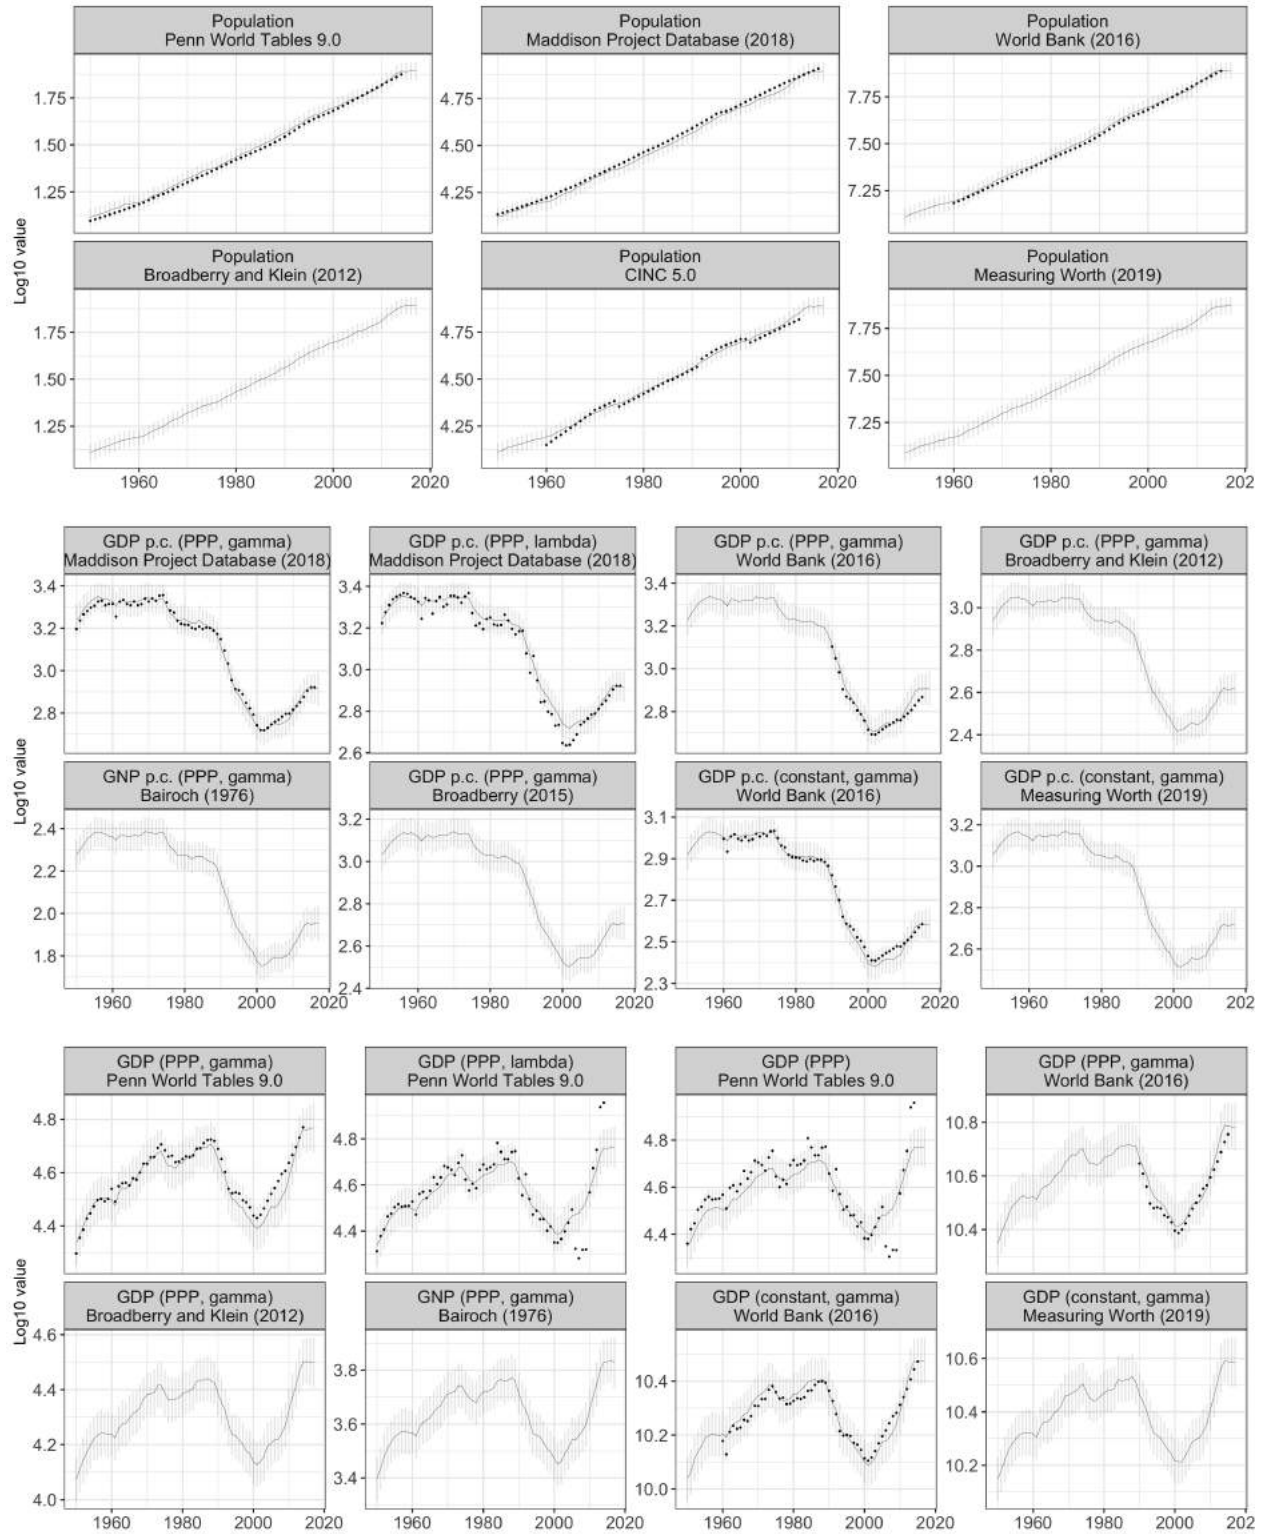 Population
Penn World Tables 9.0
Population
Maddison Project Database (2018)
Population
World Bank (2016)
1.75
1.50
1.25
4.75
4.50
4.25
7.75
7.50
7.25
Log10 value
Population
Broadberry and Klein (2012)
Population
CINC 5.0
Population
Measuring Worth (2019)
1.75
1.50
1.25
4.75
4.50
4.25
7.75
7.50
7.25
1960 1980 2000 2020
1960 1980 2000
1960 1980 2000 202
GDP p.c. (PPP, gamma)
Maddison Project Database (2018)
GDP p.c. (PPP, lambda)
Maddison Project Database (2018)
GDP p.c. (PPP, gamma)
World Bank (2016)
GDP p.c. (PPP, gamma)
Broadberry and Klein (2012)
3.4
3.2
3.0
2.8
3.4
3.2
3.0
2.8
2.6
3.4
3.2
3.0
2.8
3.0
2.8
2.6
2.4
Log10 value
GNP p.c. (PPP, gamma)
Bairoch (1976)
GDP p.c. (PPP, gamma)
Broadberry (2015)
GDP p.c. (constant, gamma)
World Bank (2016)
GDP p.c. (constant, gamma)
Measuring Worth (2019)
2.4
2.2
2.0
1.8
3.2
3.0
2.8
2.6
2.4
3.1
2.9
2.7
2.5
2.3
3.2
3.0
2.8
2.6
1960 1980 2000 2020
1960 1980 2000 2020
1960 1980 2000 2020
1960 1980 2000 202
GDP (PPP, gamma)
Penn World Tables 9.0
GDP (PPP, lambda)
Penn World Tables 9.0
GDP (PPP)
Penn World Tables 9.0
GDP (PPP, gamma)
World Bank (2016)
4.8
4.6
4.4
4.8
4.6
4.4
4.8
4.6
4.4
10.8
10.6
10.4
Log10 value
GDP (PPP, gamma)
Broadberry and Klein (2012)
GNP (PPP, gamma)
Bairoch (1976)
GDP (constant, gamma)
World Bank (2016)
GDP (constant, gamma)
Measuring Worth (2019)
4.6
4.4
4.2
4.0
3.8
3.6
3.4
10.4
10.2
10.0
10.6
10.4
10.2
1960 1980 2000 2020
1960 1980 2000 2020
1960 1980 2000 2020
1960 1980 2000 2020